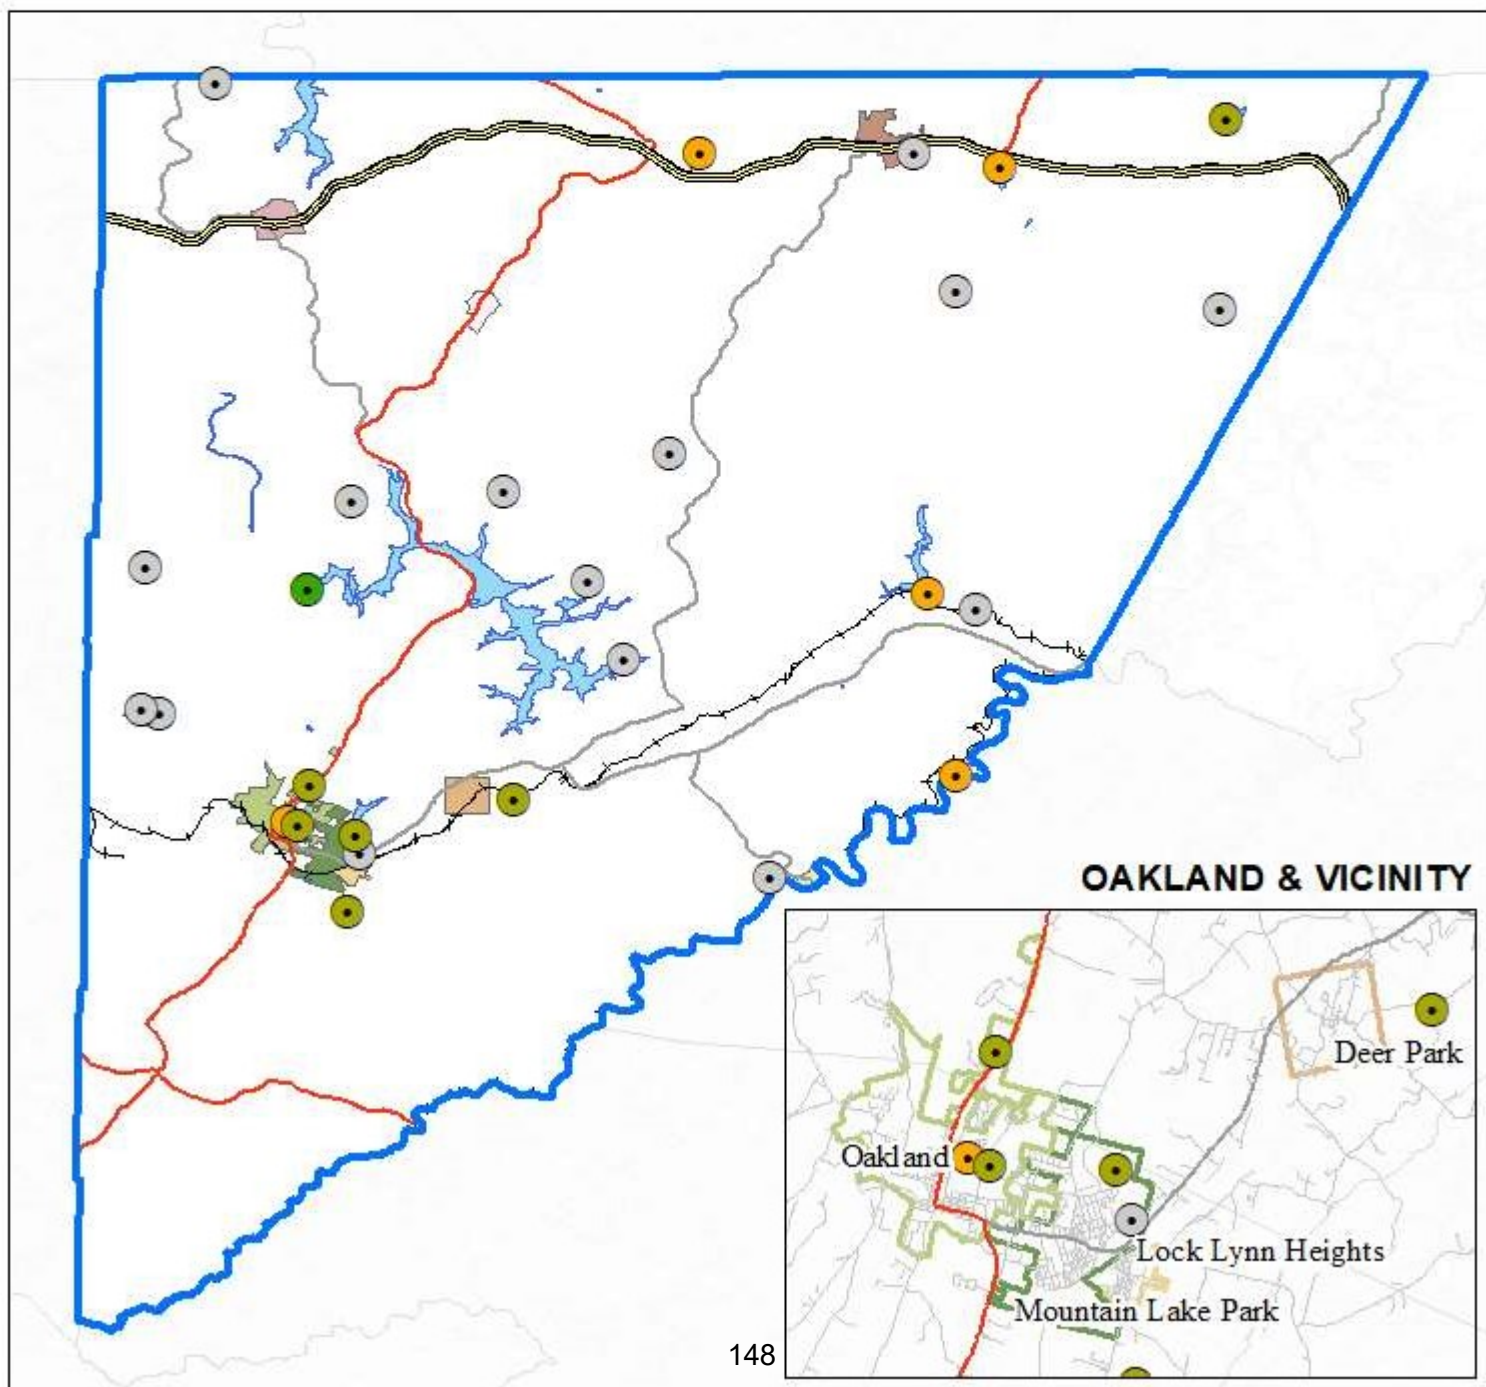 OAKLAND & VICINITY
Deer Park
Oakland
Lock Lynn Heights
Mountain Lake Park
148